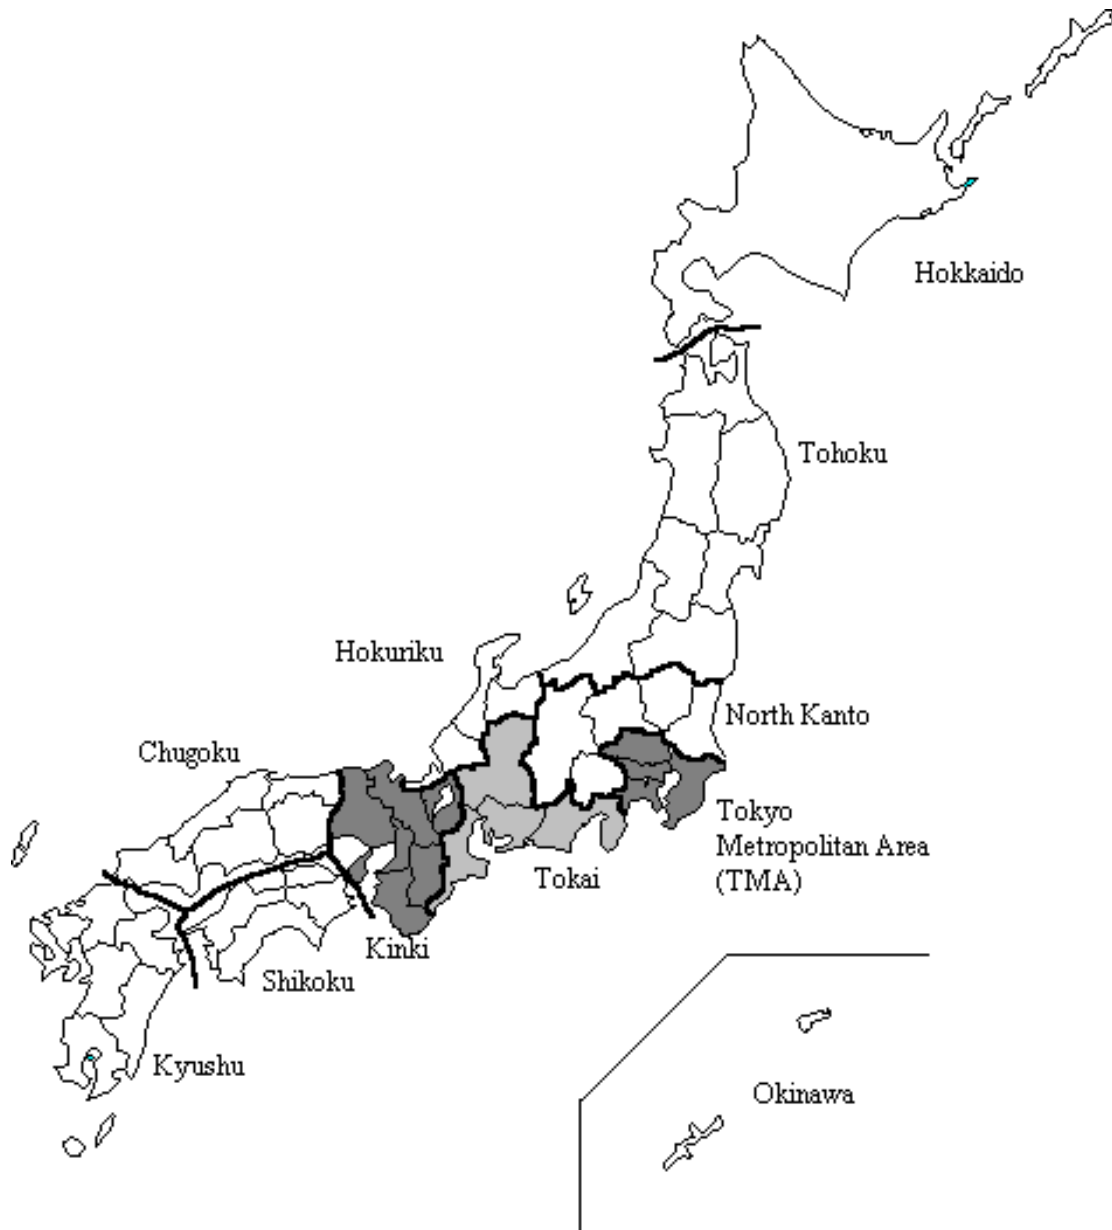 Hokkaido
Tohoku
Hokuriku
North Kanto
Chugoku
Tokyo
Metropolitan Area
(TMA)
Tokai
Kinki
Shikoku
Kyushu
Okinawa